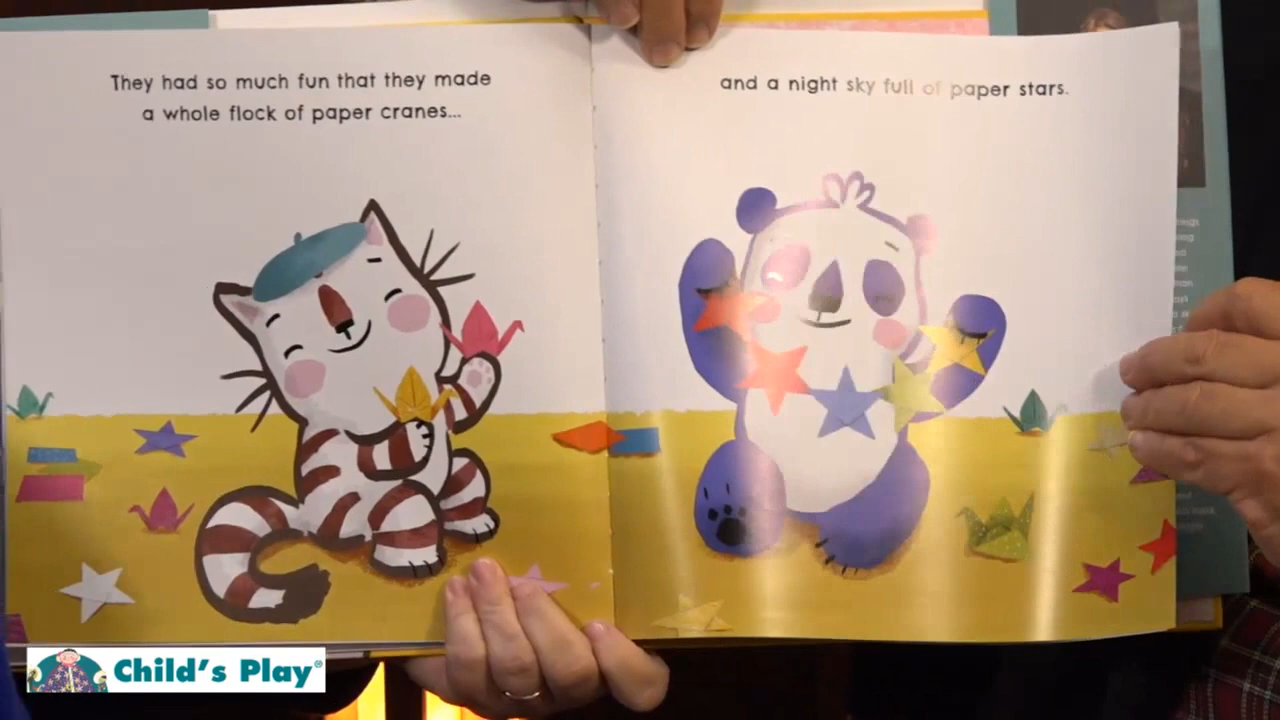 They had so much fun that they made
a whole flock of paper cranes...
and a night sky full of paper stars.
Child's Play®